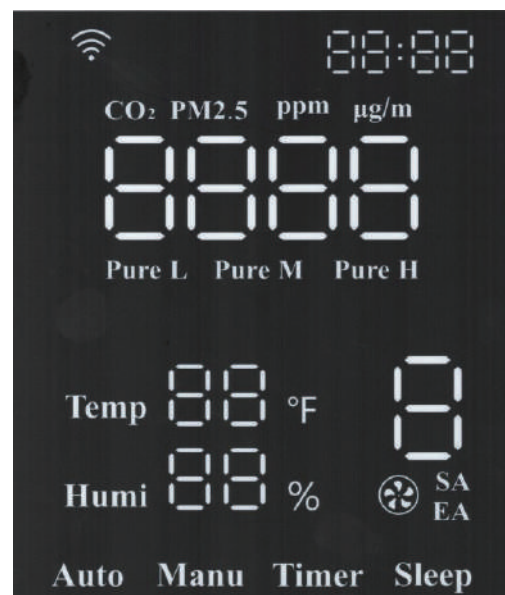 88:88
CO₂ PM2.5 ppm µg/m
8888
Pure L Pure M Pure H
Temp 88 °F
8
Humi 88 %
SA
EA
Auto Manu Timer Sleep